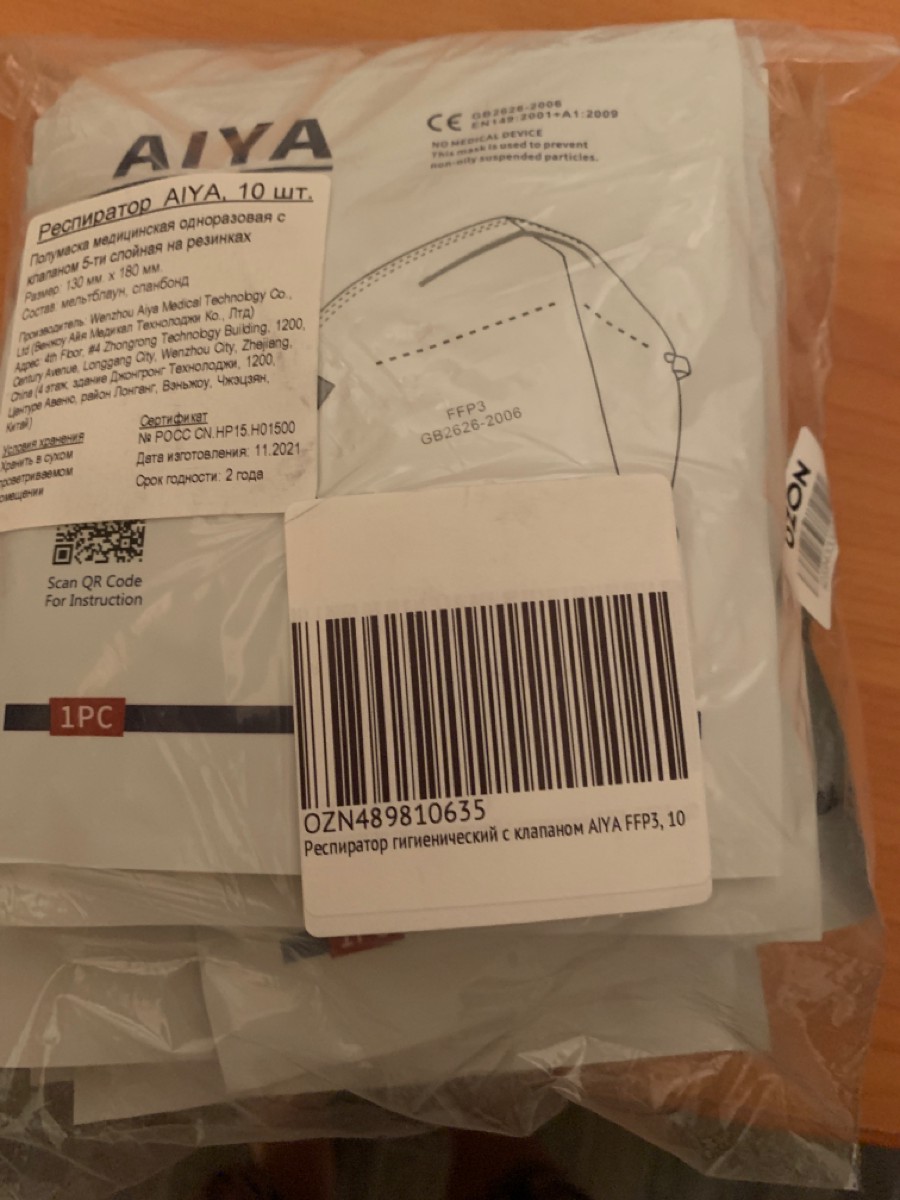 AIYA
CE GB2626-2006
EN149:2001+A1:2009
NO MEDICAL DEVICE
This mask is used to prevent
non-oily suspended particles.
Респиратор AIYA, 10 шт.
Полумаска медицинская одноразовая с
клапаном 5-ти слойная на резинках
Размер: 130 мм. х 180 мм.
Состав: мельтблаун, спанбонд
Производитель: Wenzhou Aiya Medical Technology Co.,
Ltd (Венжоу Айя Медикал Технолоджи Ко., Лтд)
Адрес: 4th Floor, #4 Zhongrong Technology Building, 1200,
Century Avenue, Longgang City, Wenzhou City, Zhejiang,
China (4 этаж, здание Джонгронг Технолоджи, 1200,
Центуре Авеню, район Лонганг, Вэньжоу, Чжэцзян,
Китай)
Условия хранения
Хранить в сухом
проветриваемом
помещении
Сертификат
№ РОСС CN.HP15.H01500
Дата изготовления: 11.2021
Срок годности: 2 года
FFP3
GB2626-2006
Scan QR Code
For Instruction
1PC
OZON
OZN489810635
Респиратор гигиенический с клапаном AIYA FFP3, 10
1PC